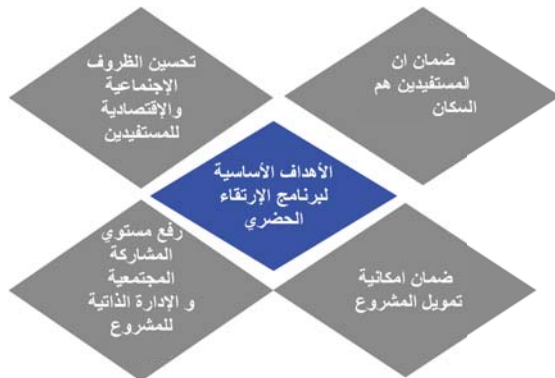 ضمان ان
المستفيدين هم
السكان
تحسين الظروف
الإجتماعية
والإقتصادية
للمستفيدين
الأهداف الأساسية
لبرنامج الإرتقاء
الحضري
ضمان امكانية
تمويل المشروع
رفع مستوي
المشاركة
المجتمعية
و الإدارة الذاتية
للمشروع